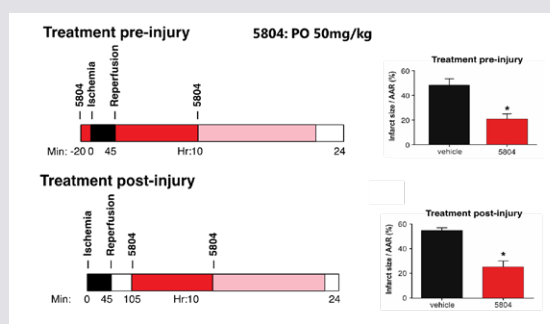 Treatment pre-injury
5804: PO 50mg/kg
5804
Ischemia
Reperfusion
5804
Min: -20 0 45 Hr:10 24
Treatment pre-injury
Infarct size / AAR (%)
60
40
20
0
*
vehicle 5804
Treatment post-injury
Ischemia
Reperfusion
5804
5804
Min: 0 45 105 Hr:10 24
Treatment post-injury
Infarct size / AAR (%)
60
40
20
0
*
vehicle 5804